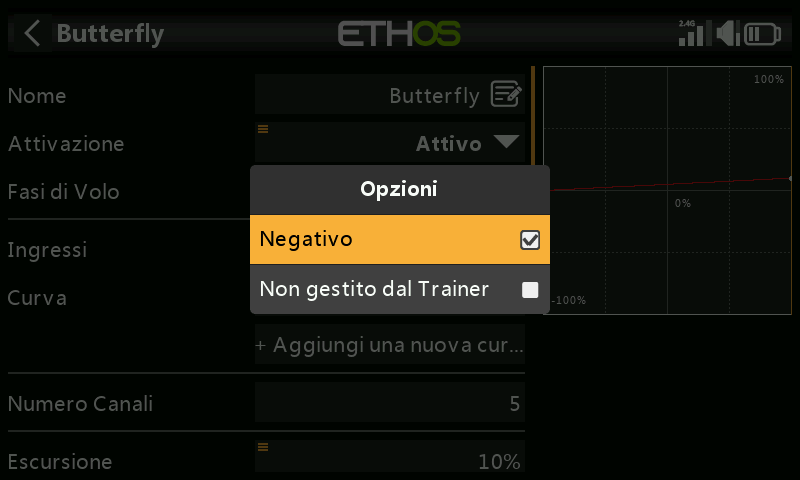 Butterfly
ETHOS
2.4G
Nome
Butterfly
100%
Attivazione
Attivo
Fasi di Volo
Opzioni
0%
Negativo
Ingressi
Non gestito dal Trainer
Curva
-100%
+ Aggiungi una nuova cur...
Numero Canali
5
Escursione
10%